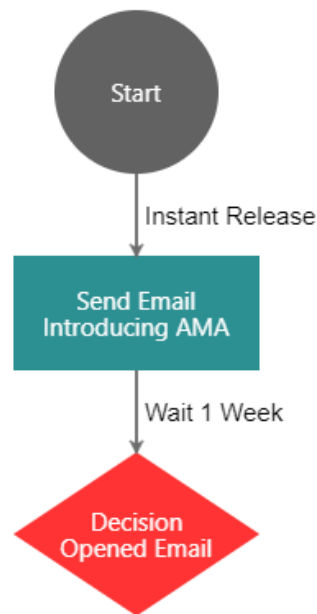 Start
Instant Release
Send Email
Introducing AMA
Wait 1 Week
Decision
Opened Email